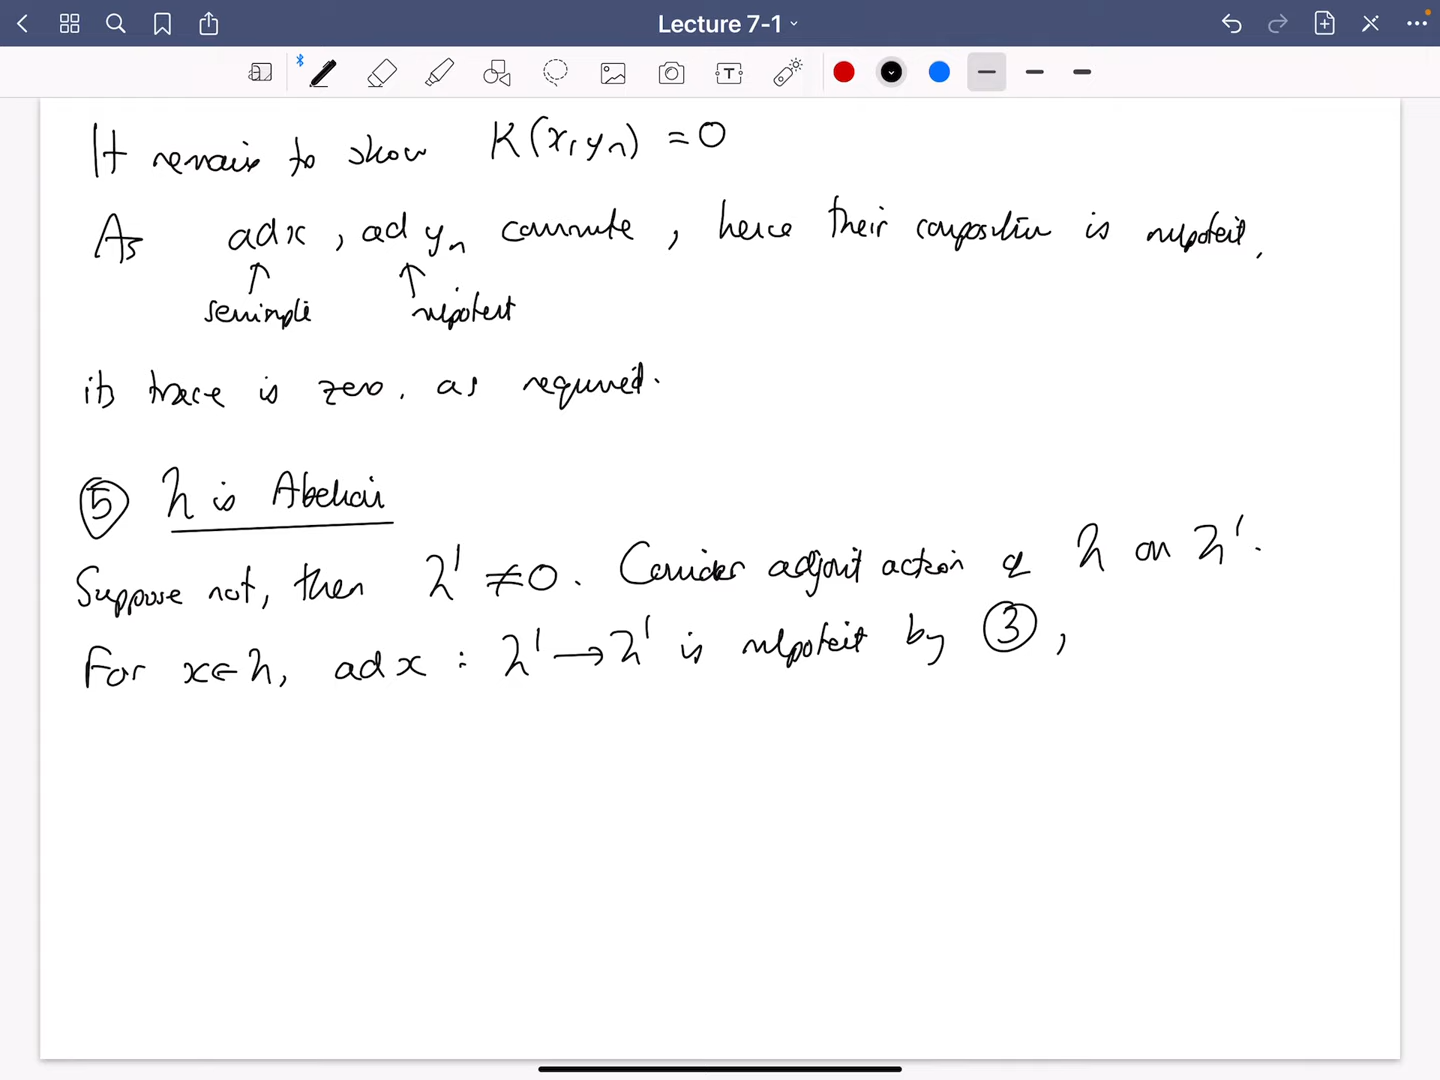 Lecture 7-1
It remains to show K(x,yₙ) = 0
As ad x, ad yₙ commute, hence their composition is nilpotent,
↑ ↑
semisimple nilpotent
its trace is zero. as required.
⑤ h is Abelian
Suppose not, then h' ≠ 0. Consider adjoint action of h on h'.
For x∈h, ad x : h' → h' is nilpotent by ③,